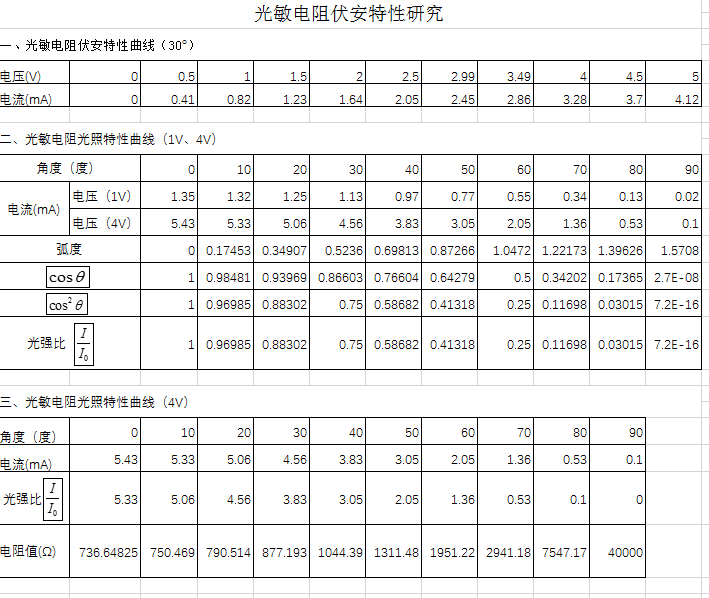 光敏电阻伏安特性研究
一、光敏电阻伏安特性曲线（30°）
电压(V) 0 0.5 1 1.5 2 2.5 2.99 3.49 4 4.5 5
电流(mA) 0 0.41 0.82 1.23 1.64 2.05 2.45 2.86 3.28 3.7 4.12
二、光敏电阻光照特性曲线（1V、4V）
角度（度） 0 10 20 30 40 50 60 70 80 90
电流(mA) 电压（1V） 1.35 1.32 1.25 1.13 0.97 0.77 0.55 0.34 0.13 0.02
电压（4V） 5.43 5.33 5.06 4.56 3.83 3.05 2.05 1.36 0.53 0.1
弧度 0 0.17453 0.34907 0.5236 0.69813 0.87266 1.0472 1.22173 1.39626 1.5708
cos θ 1 0.98481 0.93969 0.86603 0.76604 0.64279 0.5 0.34202 0.17365 2.7E-08
cos² θ 1 0.96985 0.88302 0.75 0.58682 0.41318 0.25 0.11698 0.03015 7.2E-16
光强比 I/I₀ 1 0.96985 0.88302 0.75 0.58682 0.41318 0.25 0.11698 0.03015 7.2E-16
三、光敏电阻光照特性曲线（4V）
角度（度） 0 10 20 30 40 50 60 70 80 90
电流(mA) 5.43 5.33 5.06 4.56 3.83 3.05 2.05 1.36 0.53 0.1
光强比 I/I₀ 5.33 5.06 4.56 3.83 3.05 2.05 1.36 0.53 0.1 0
电阻值(Ω) 736.64825 750.469 790.514 877.193 1044.39 1311.48 1951.22 2941.18 7547.17 40000